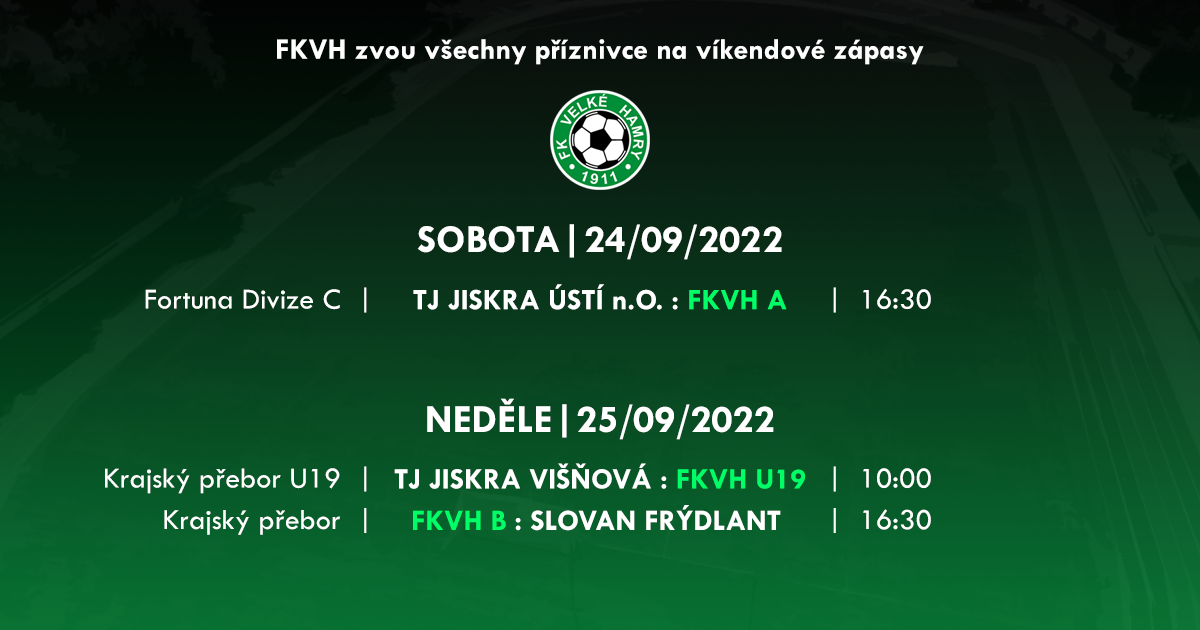 FKVH zvou všechny příznivce na víkendové zápasy
FK VELKÉ HAMRY
1911
SOBOTA | 24/09/2022
Fortuna Divize C | TJ JISKRA ÚSTÍ n.O. : FKVH A | 16:30
NEDĚLE | 25/09/2022
Krajský přebor U19 | TJ JISKRA VIŠŇOVÁ : FKVH U19 | 10:00
Krajský přebor | FKVH B : SLOVAN FRÝDLANT | 16:30